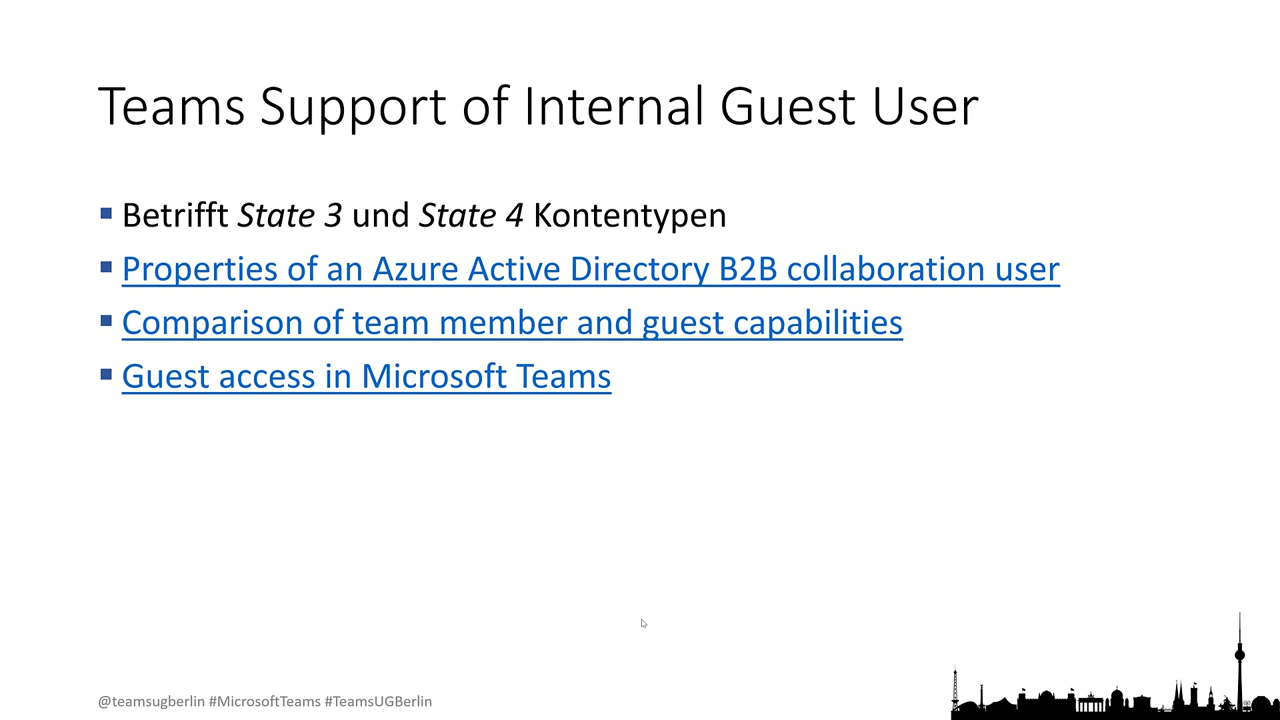 Teams Support of Internal Guest User
Betrifft State 3 und State 4 Kontentypen
Properties of an Azure Active Directory B2B collaboration user
Comparison of team member and guest capabilities
Guest access in Microsoft Teams
@teamsugberlin #MicrosoftTeams #TeamsUGBerlin